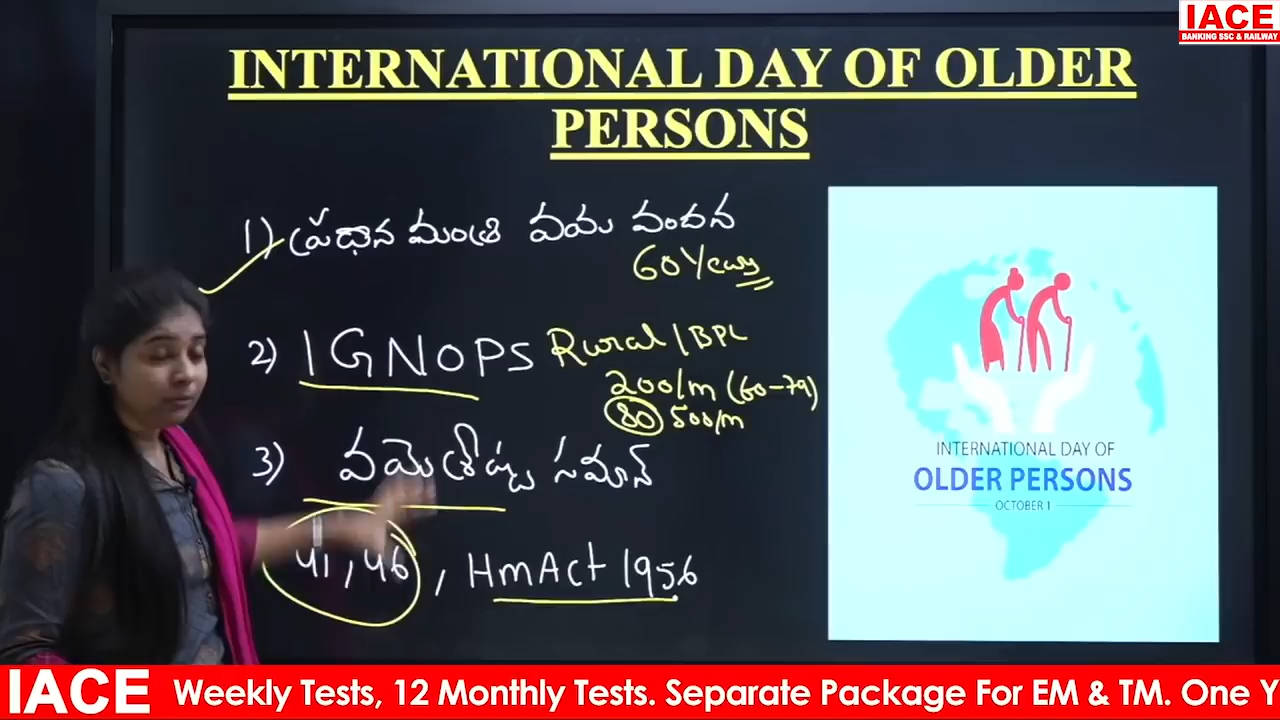 IACE
BANKING SSC & RAILWAY
INTERNATIONAL DAY OF OLDER
PERSONS
1) ప్రధాన మంత్రి వయ వందన
60 Years
2) IGNOPS Rural / BPL
200/m (60-79)
80 500/m
3) వయెశ్రేష్ట సమాన్
41, 46, HmAct 1956
INTERNATIONAL DAY OF
OLDER PERSONS
OCTOBER 1
IACE Weekly Tests, 12 Monthly Tests. Separate Package For EM & TM. One Y